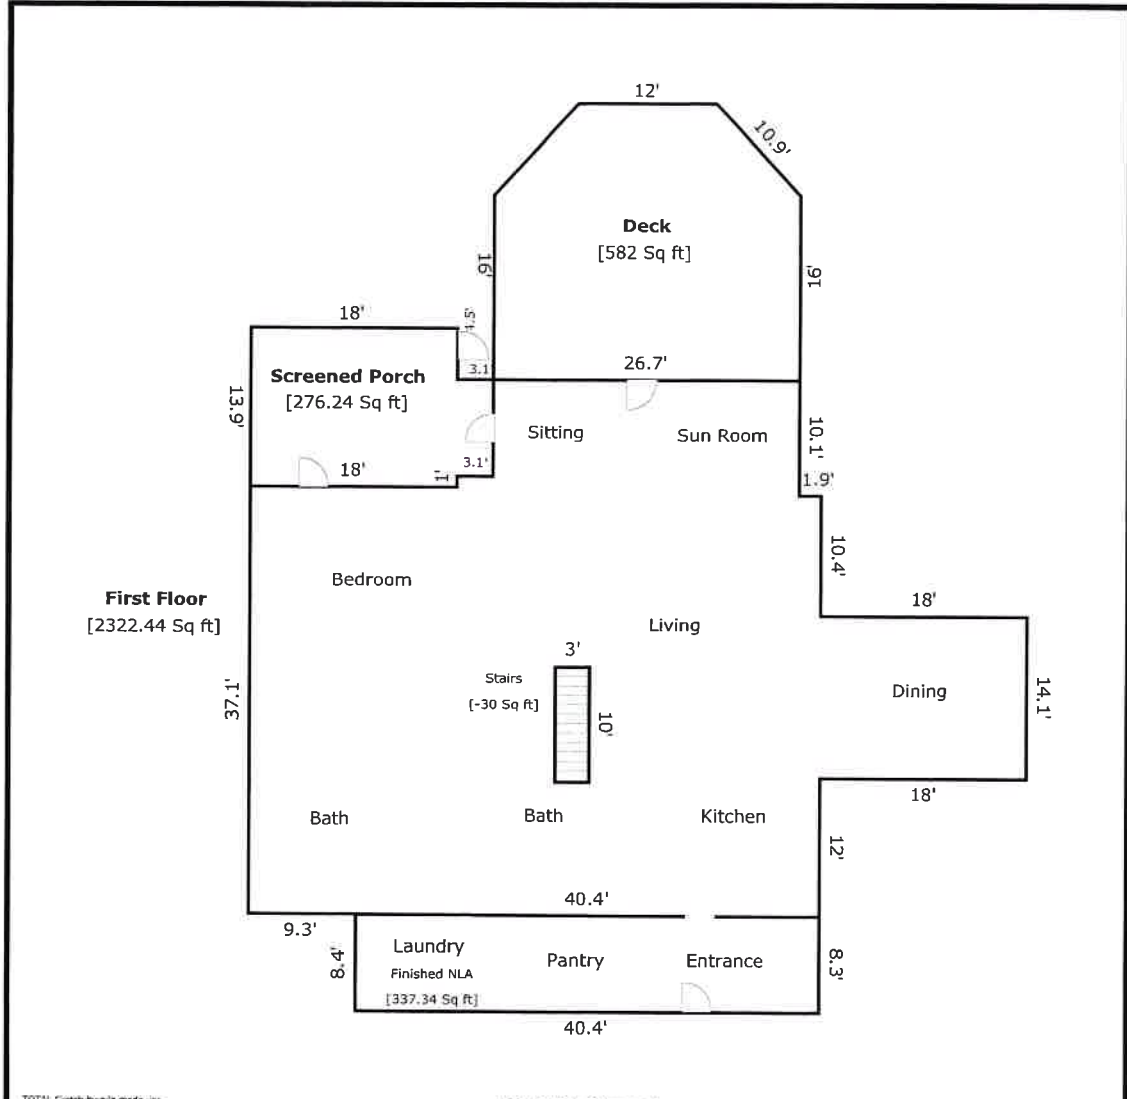 12'
10.9'
Deck
[582 Sq ft]
16'
16'
18'
4.5'
26.7'
3.1'
Screened Porch
[276.24 Sq ft]
13.9'
Sitting
Sun Room
10.1'
3.1'
18'
1'
1.9'
10.4'
Bedroom
First Floor
[2322.44 Sq ft]
18'
Living
3'
Stairs
[-30 Sq ft]
10'
Dining
14.1'
37.1'
18'
Bath
Bath
Kitchen
12'
40.4'
9.3'
Laundry
Finished NLA
[337.34 Sq ft]
8.4'
Pantry
Entrance
8.3'
40.4'